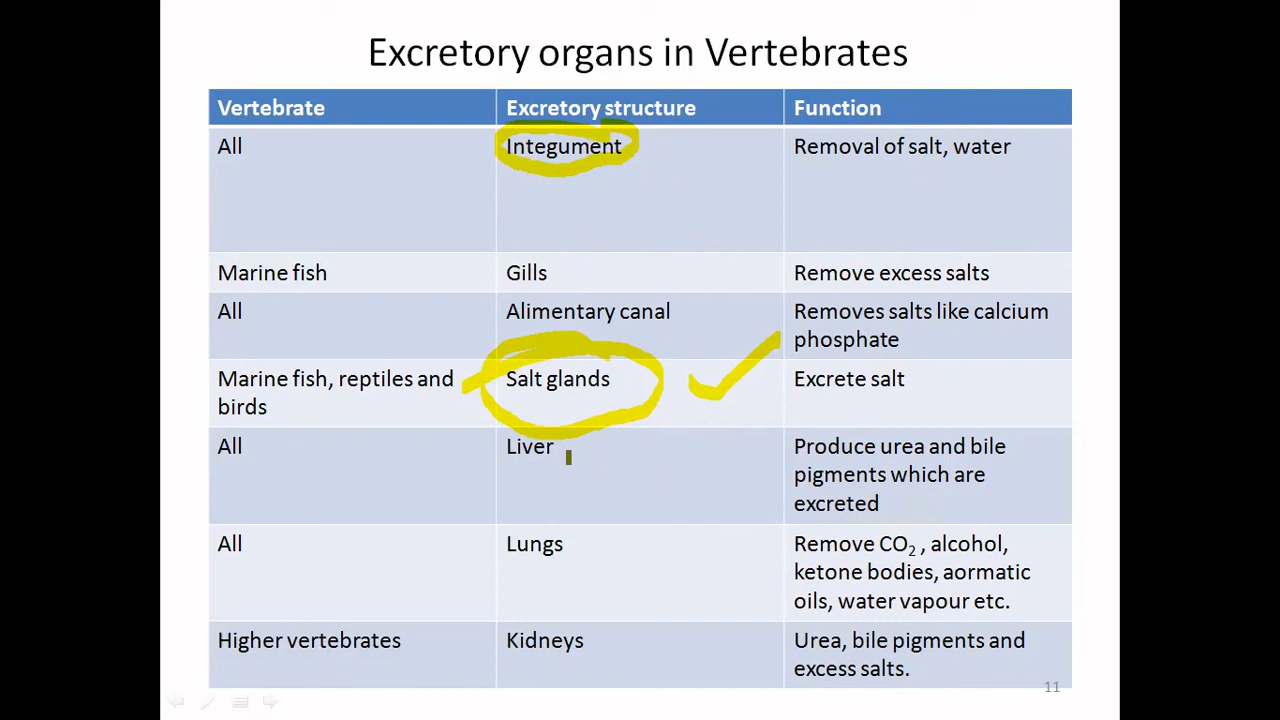 Excretory organs in Vertebrates
Vertebrate Excretory structure Function
All Integument Removal of salt, water
Marine fish Gills Remove excess salts
All Alimentary canal Removes salts like calcium
phosphate
Marine fish, reptiles and Salt glands Excrete salt
birds
All Liver Produce urea and bile
pigments which are
excreted
All Lungs Remove CO₂ , alcohol,
ketone bodies, aormatic
oils, water vapour etc.
Higher vertebrates Kidneys Urea, bile pigments and
excess salts.
11